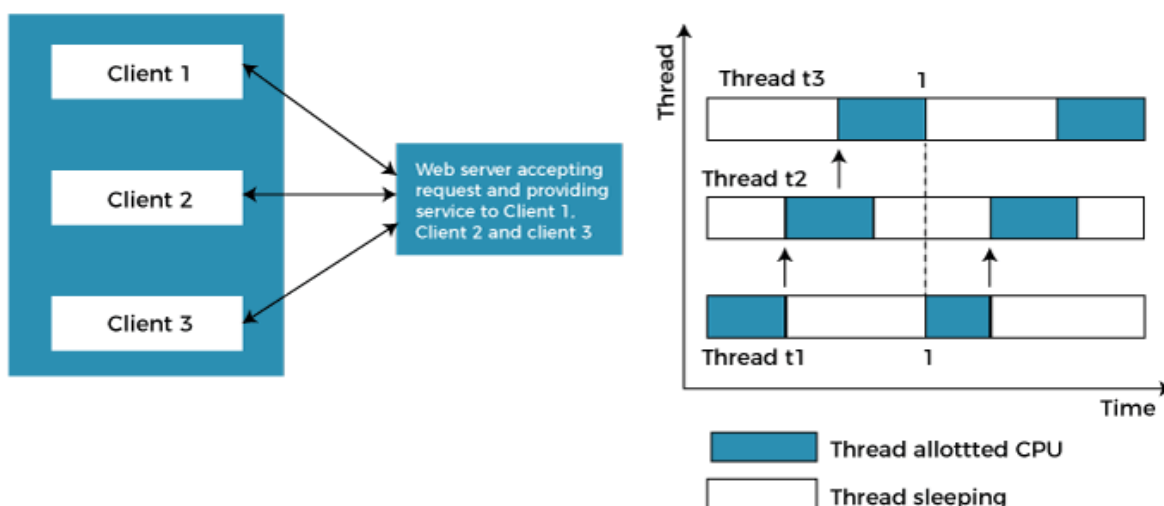 Client 1
Client 2
Client 3
Web server accepting
request and providing
service to Client 1,
Client 2 and client 3
Thread
Thread t3
1
Thread t2
Thread t1
1
Time
Thread allottted CPU
Thread sleeping